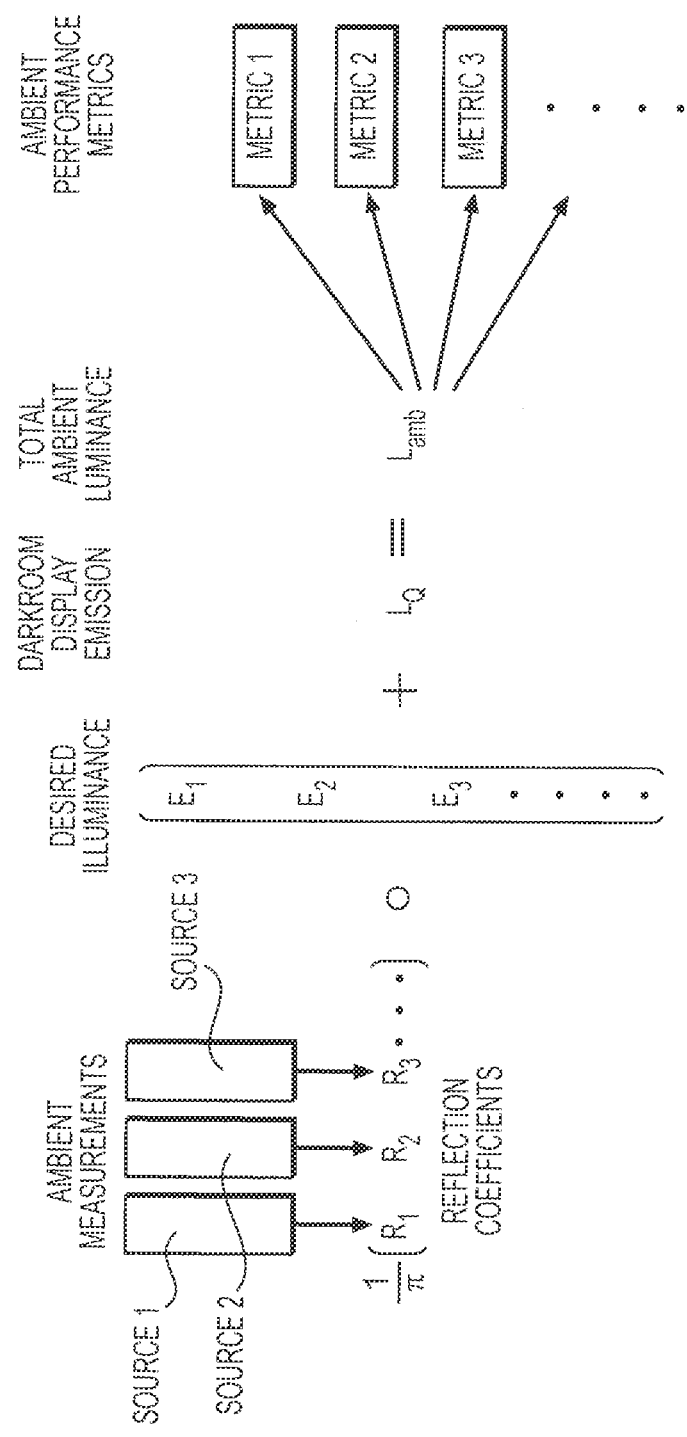 AMBIENT
MEASUREMENTS
SOURCE 1
SOURCE 2
SOURCE 3
1/π (R1 R2 R3 • • •)
REFLECTION
COEFFICIENTS
○
DESIRED
ILLUMINANCE
E1
E2
E3
+
DARKROOM
DISPLAY
EMISSION
LQ
=
TOTAL
AMBIENT
LUMINANCE
Lamb
AMBIENT
PERFORMANCE
METRICS
METRIC 1
METRIC 2
METRIC 3